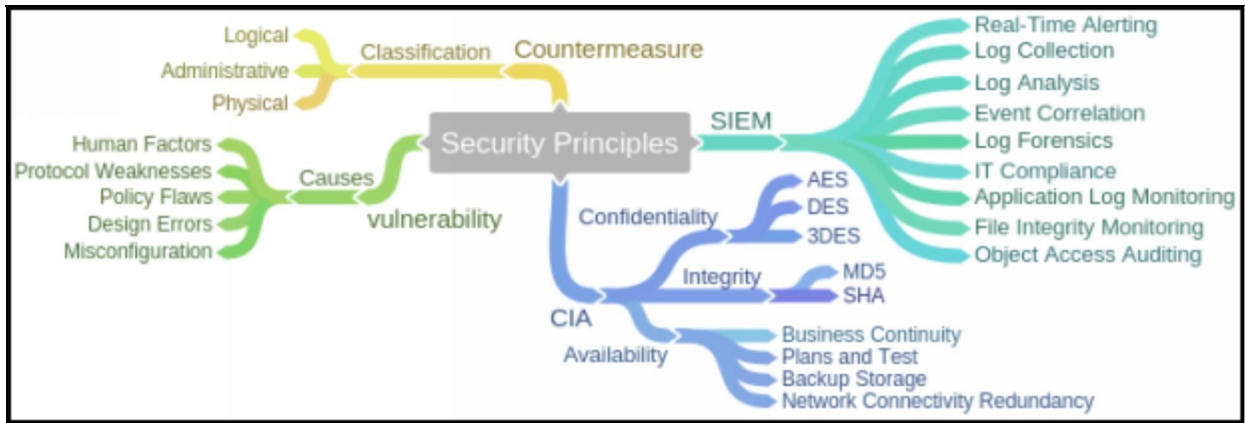 Security Principles
Countermeasure
Classification
Logical
Administrative
Physical
vulnerability
Causes
Human Factors
Protocol Weaknesses
Policy Flaws
Design Errors
Misconfiguration
SIEM
Real-Time Alerting
Log Collection
Log Analysis
Event Correlation
Log Forensics
IT Compliance
Application Log Monitoring
File Integrity Monitoring
Object Access Auditing
CIA
Confidentiality
AES
DES
3DES
Integrity
MD5
SHA
Availability
Business Continuity
Plans and Test
Backup Storage
Network Connectivity Redundancy